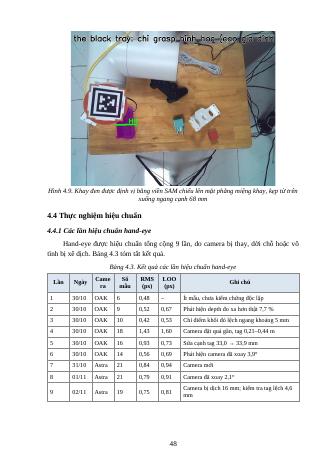 the black tray: chỉ grasp hình học
Hình 4.9. Khay đen được định vị bằng viền SAM chiếu lên mặt phẳng miệng khay, kẹp từ trên
xuống ngang cạnh 68 mm
4.4 Thực nghiệm hiệu chuẩn
4.4.1 Các lần hiệu chuẩn hand-eye
Hand-eye được hiệu chuẩn tổng cộng 9 lần, do camera bị thay, dời chỗ hoặc vô
tình bị xê dịch. Bảng 4.3 tóm tắt kết quả.
Bảng 4.3. Kết quả các lần hiệu chuẩn hand-eye
Lần Ngày Camera Số mẫu RMS (px) LOO (px) Ghi chú
1 30/10 OAK 6 0,48 – Ít mẫu, chưa kiểm chứng độc lập
2 30/10 OAK 9 0,52 0,67 Phát hiện depth đo xa hơn thật 7,7 %
3 30/10 OAK 10 0,42 0,53 Chỉ điểm khối đỏ lệch ngang khoảng 5 mm
4 30/10 OAK 18 1,43 1,60 Camera đặt quá gần, tag 0,21–0,44 m
5 30/10 OAK 16 0,93 0,73 Sửa cạnh tag 33,0 → 33,9 mm
6 30/10 OAK 14 0,56 0,69 Phát hiện camera đã xoay 3,9°
7 31/10 Astra 21 0,84 0,94 Camera mới
8 01/11 Astra 21 0,79 0,91 Camera đã xoay 2,1°
9 02/11 Astra 19 0,75 0,81 Camera bị dịch 16 mm; kiểm tra tag lệch 4,6
mm
48